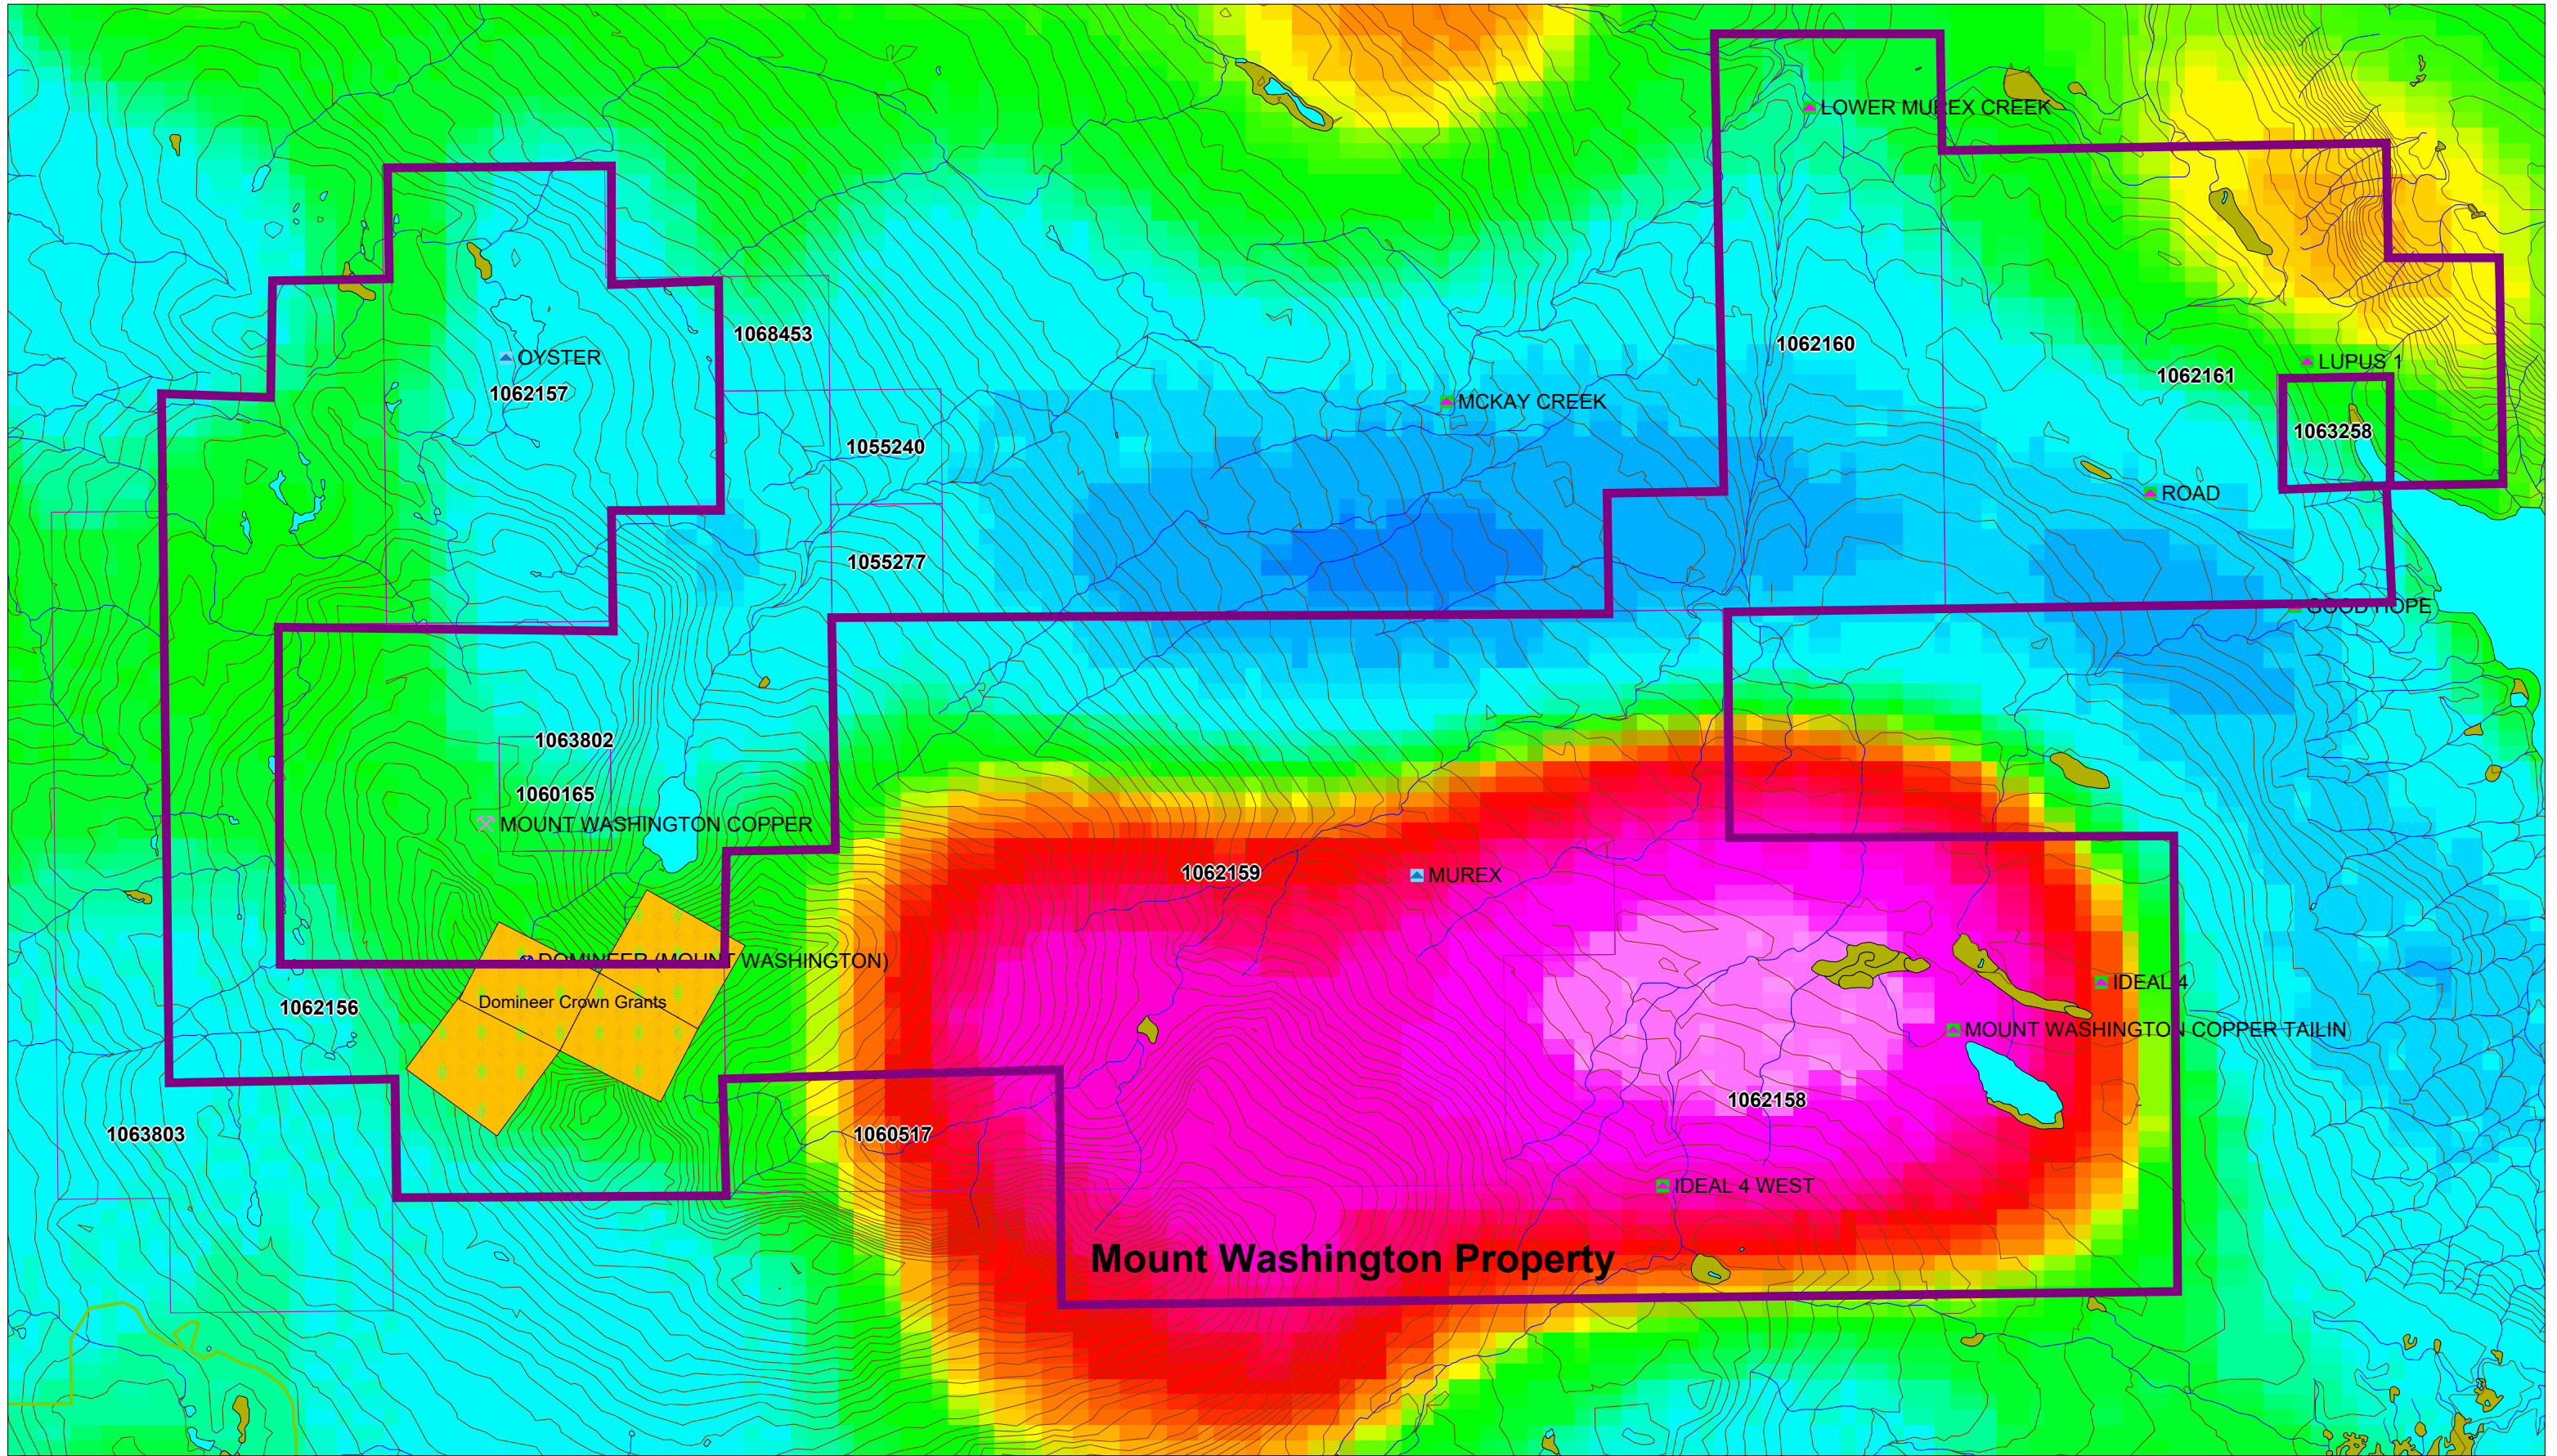 LOWER MUREX CREEK
1068453
1062160
OYSTER
LUPUS 1
1062161
1062157
MCKAY CREEK
1063258
1055240
ROAD
1055277
GOOD HOPE
1063802
1060165
MOUNT WASHINGTON COPPER
1062159
MUREX
DOMINEER (MOUNT WASHINGTON)
IDEAL 4
Domineer Crown Grants
1062156
MOUNT WASHINGTON COPPER TAILIN
1062158
1063803
1060517
IDEAL 4 WEST
Mount Washington Property